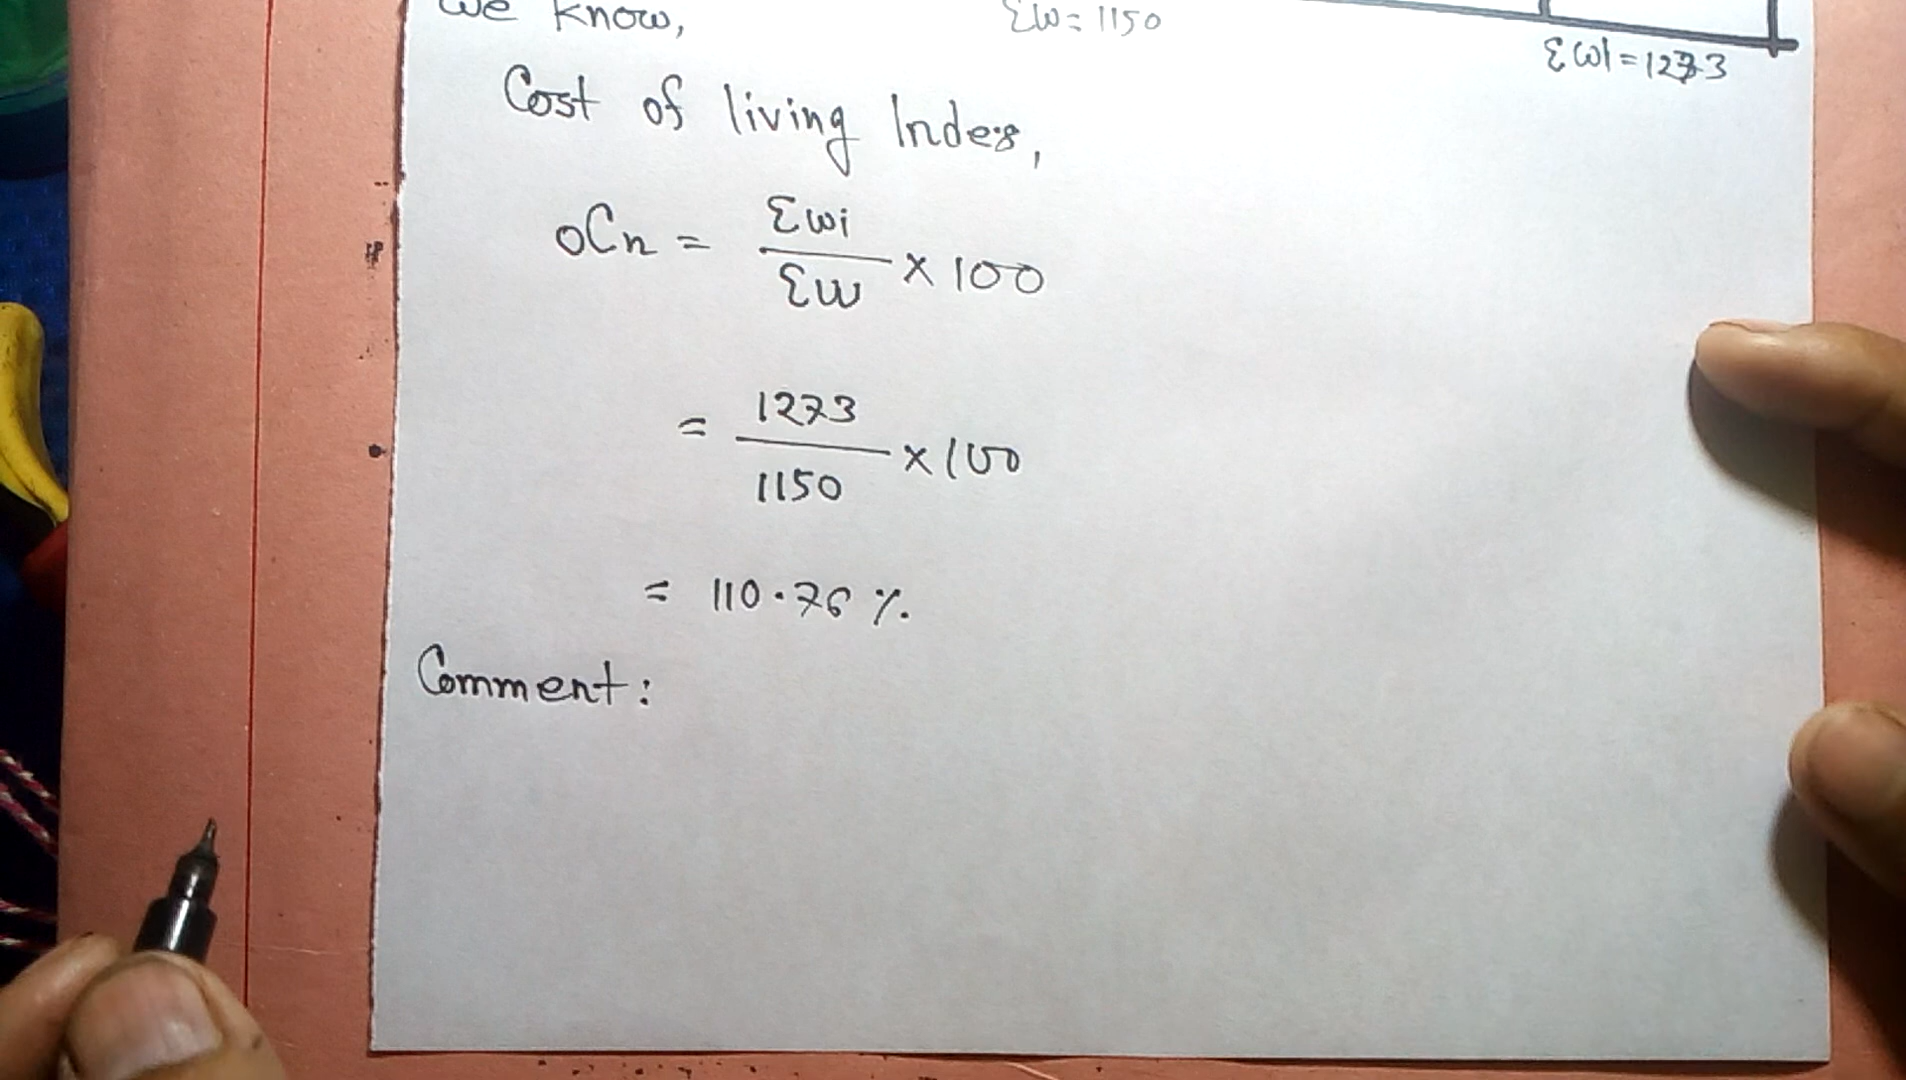 We know,
Σw = 1150
Σwi = 1273
Cost of living Index,
oCn = Σwi / Σw × 100
= 1273 / 1150 × 100
= 110.76 %
Comment: